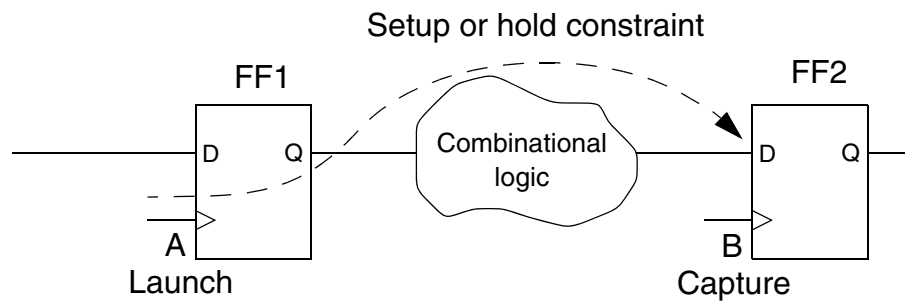 Setup or hold constraint
FF1
FF2
D
Q
Combinational
logic
D
Q
A
B
Launch
Capture